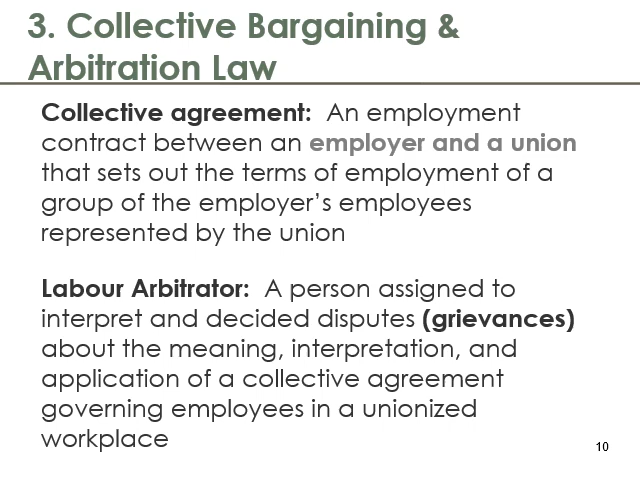 3. Collective Bargaining &
Arbitration Law
Collective agreement: An employment
contract between an employer and a union
that sets out the terms of employment of a
group of the employer’s employees
represented by the union
Labour Arbitrator: A person assigned to
interpret and decided disputes (grievances)
about the meaning, interpretation, and
application of a collective agreement
governing employees in a unionized
workplace
10